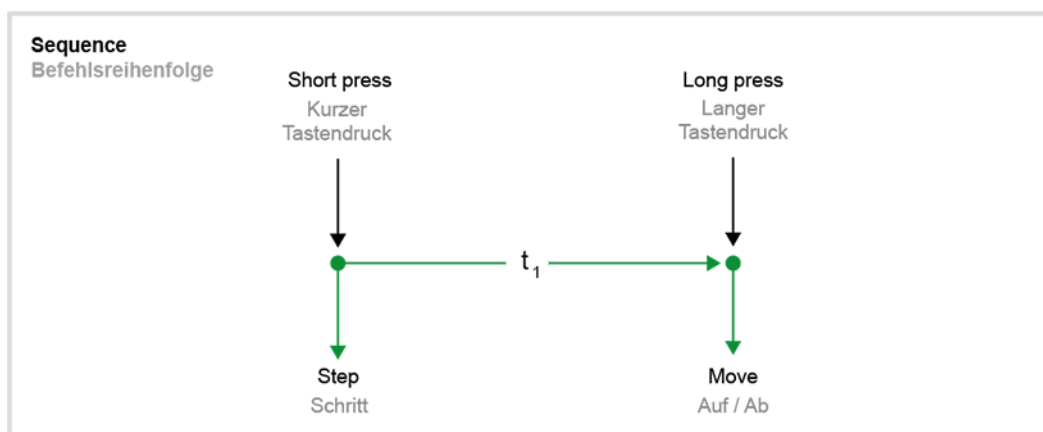 Sequence
Befehlsreihenfolge
Short press
Kurzer
Tastendruck
Long press
Langer
Tastendruck
t1
Step
Schritt
Move
Auf / Ab